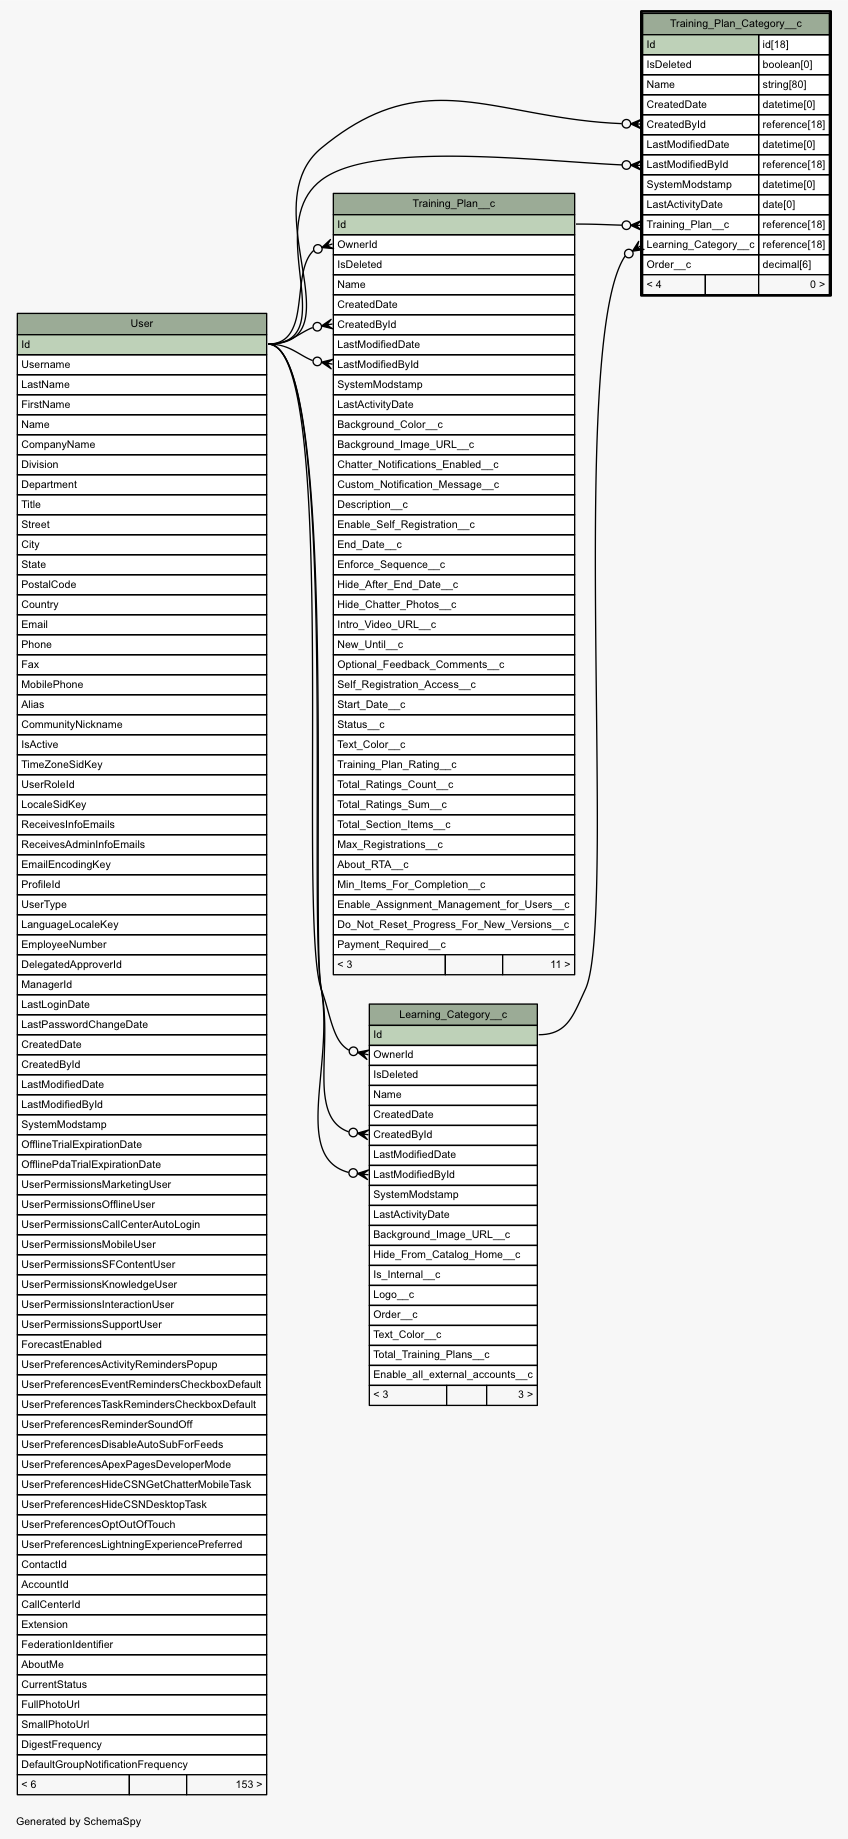 Training_Plan_Category__c
Id id[18]
IsDeleted boolean[0]
Name string[80]
CreatedDate datetime[0]
CreatedById reference[18]
LastModifiedDate datetime[0]
LastModifiedById reference[18]
SystemModstamp datetime[0]
LastActivityDate date[0]
Training_Plan__c reference[18]
Learning_Category__c reference[18]
Order__c decimal[6]
< 4 0 >
Training_Plan__c
Id
OwnerId
IsDeleted
Name
CreatedDate
CreatedById
LastModifiedDate
LastModifiedById
SystemModstamp
LastActivityDate
Background_Color__c
Background_Image_URL__c
Chatter_Notifications_Enabled__c
Custom_Notification_Message__c
Description__c
Enable_Self_Registration__c
End_Date__c
Enforce_Sequence__c
Hide_After_End_Date__c
Hide_Chatter_Photos__c
Intro_Video_URL__c
New_Until__c
Optional_Feedback_Comments__c
Self_Registration_Access__c
Start_Date__c
Status__c
Text_Color__c
Training_Plan_Rating__c
Total_Ratings_Count__c
Total_Ratings_Sum__c
Total_Section_Items__c
Max_Registrations__c
About_RTA__c
Min_Items_For_Completion__c
Enable_Assignment_Management_for_Users__c
Do_Not_Reset_Progress_For_New_Versions__c
Payment_Required__c
< 3 11 >
User
Id
Username
LastName
FirstName
Name
CompanyName
Division
Department
Title
Street
City
State
PostalCode
Country
Email
Phone
Fax
MobilePhone
Alias
CommunityNickname
IsActive
TimeZoneSidKey
UserRoleId
LocaleSidKey
ReceivesInfoEmails
ReceivesAdminInfoEmails
EmailEncodingKey
ProfileId
UserType
LanguageLocaleKey
EmployeeNumber
DelegatedApproverId
ManagerId
LastLoginDate
LastPasswordChangeDate
CreatedDate
CreatedById
LastModifiedDate
LastModifiedById
SystemModstamp
OfflineTrialExpirationDate
OfflinePdaTrialExpirationDate
UserPermissionsMarketingUser
UserPermissionsOfflineUser
UserPermissionsCallCenterAutoLogin
UserPermissionsMobileUser
UserPermissionsSFContentUser
UserPermissionsKnowledgeUser
UserPermissionsInteractionUser
UserPermissionsSupportUser
ForecastEnabled
UserPreferencesActivityRemindersPopup
UserPreferencesEventRemindersCheckboxDefault
UserPreferencesTaskRemindersCheckboxDefault
UserPreferencesReminderSoundOff
UserPreferencesDisableAutoSubForFeeds
UserPreferencesApexPagesDeveloperMode
UserPreferencesHideCSNGetChatterMobileTask
UserPreferencesHideCSNDesktopTask
UserPreferencesOptOutOfTouch
UserPreferencesLightningExperiencePreferred
ContactId
AccountId
CallCenterId
Extension
FederationIdentifier
AboutMe
CurrentStatus
FullPhotoUrl
SmallPhotoUrl
DigestFrequency
DefaultGroupNotificationFrequency
< 6 153 >
Learning_Category__c
Id
OwnerId
IsDeleted
Name
CreatedDate
CreatedById
LastModifiedDate
LastModifiedById
SystemModstamp
LastActivityDate
Background_Image_URL__c
Hide_From_Catalog_Home__c
Is_Internal__c
Logo__c
Order__c
Text_Color__c
Total_Training_Plans__c
Enable_all_external_accounts__c
< 3 3 >
Generated by SchemaSpy